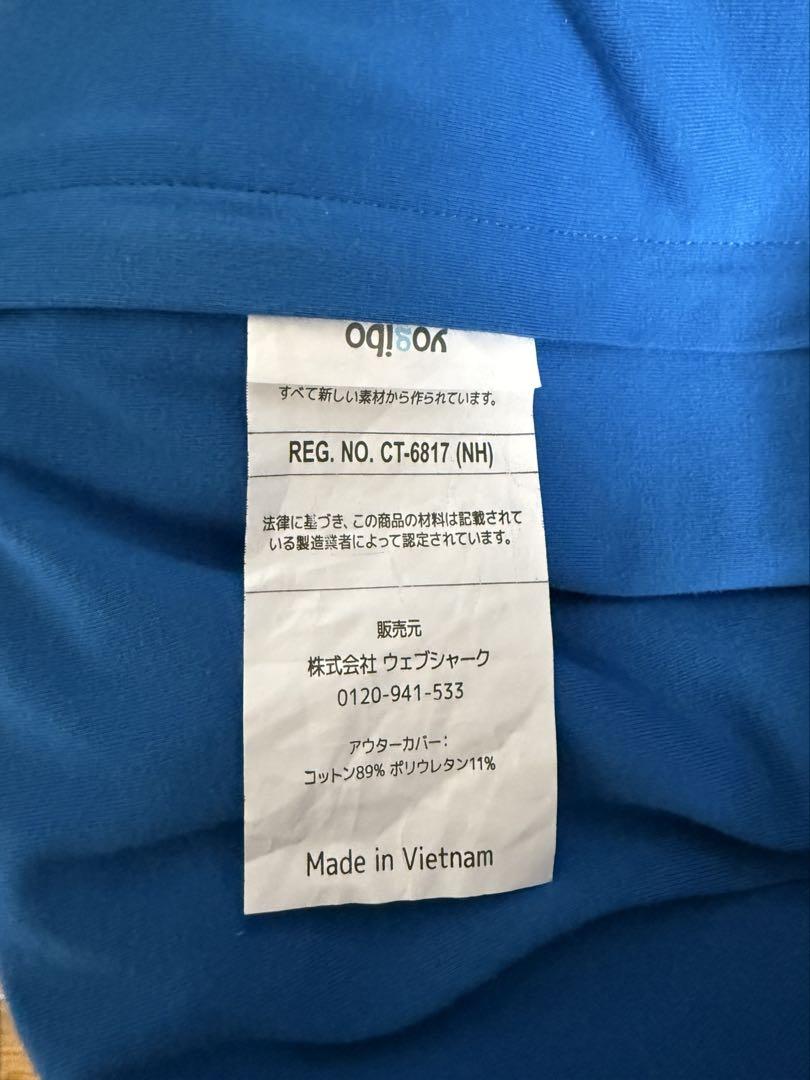 yogibo
すべて新しい素材から作られています。
REG. NO. CT-6817 (NH)
法律に基づき、この商品の材料は記載されて
いる製造業者によって認定されています。
販売元
株式会社 ウェブシャーク
0120-941-533
アウターカバー：
コットン89% ポリウレタン11%
Made in Vietnam